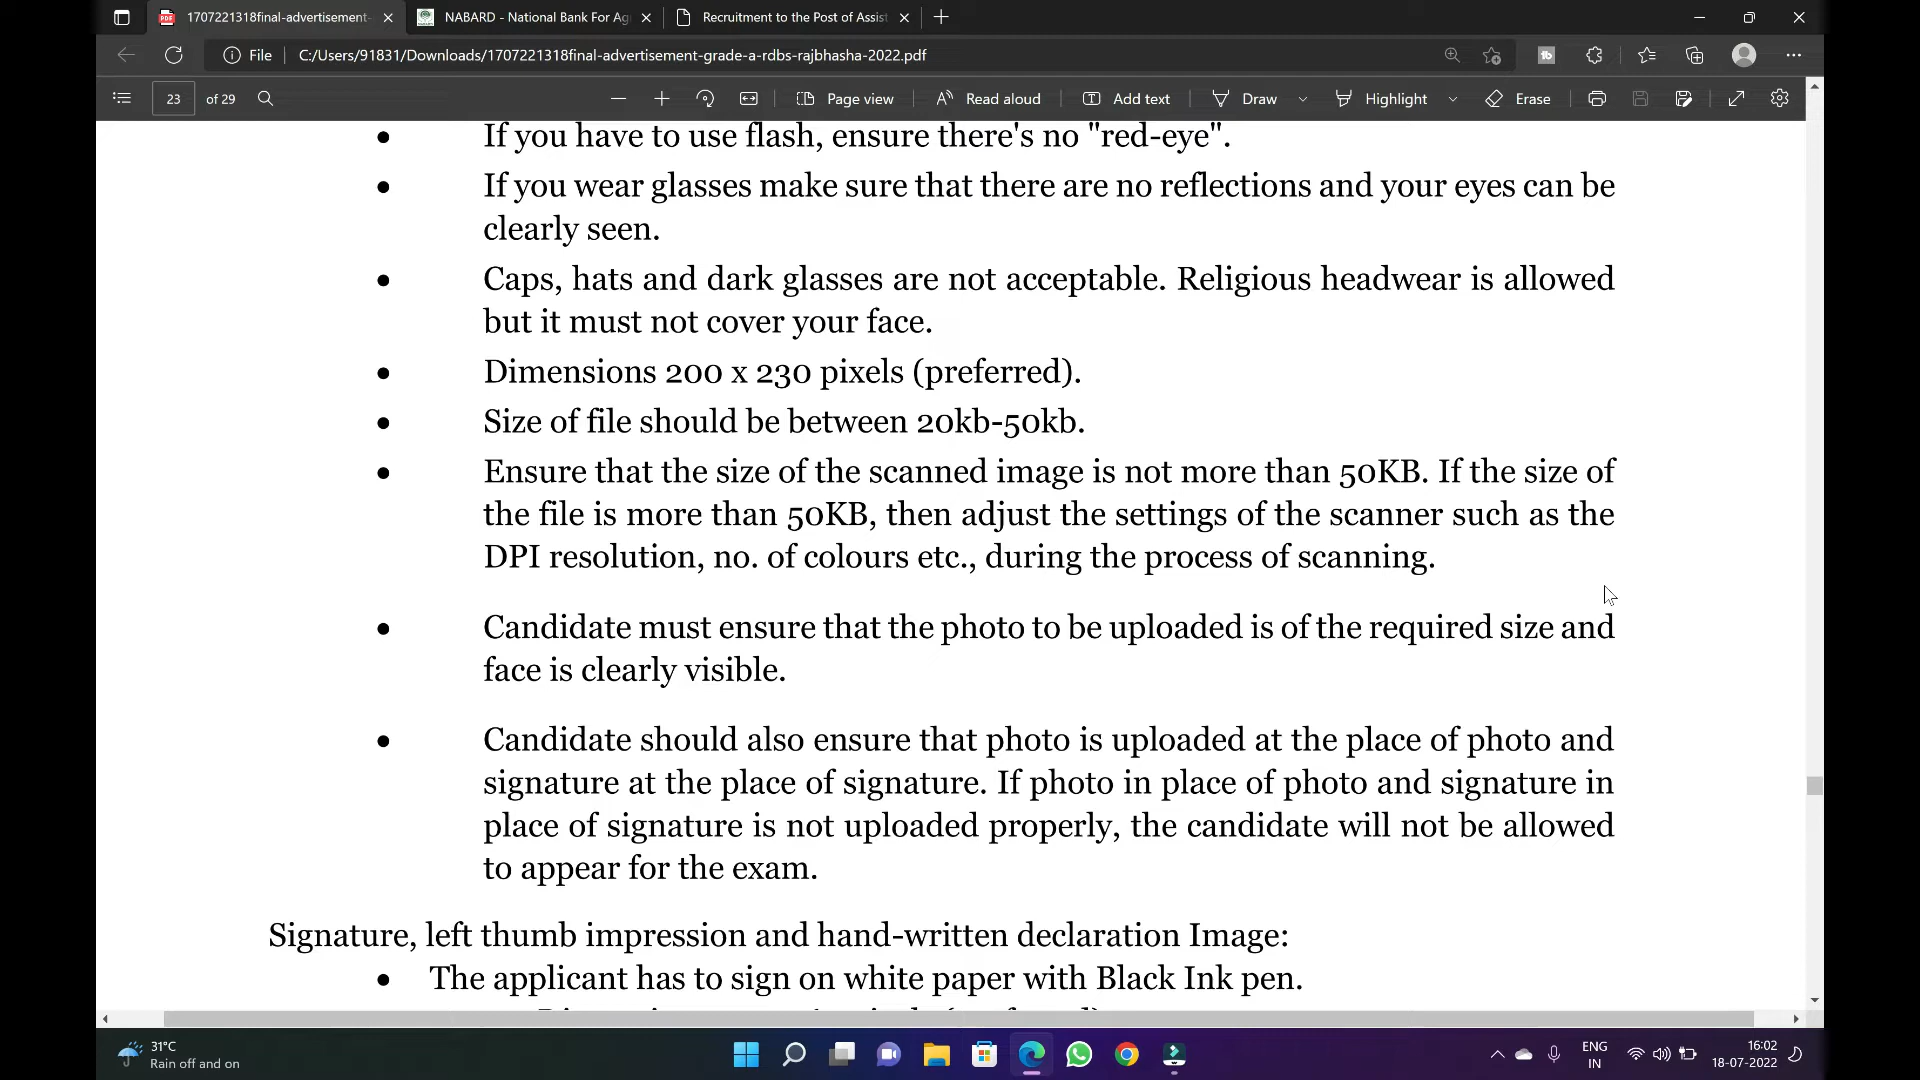 1707221318final-advertisement-
NABARD - National Bank For Ag
Recruitment to the Post of Assist
File
C:/Users/91831/Downloads/1707221318final-advertisement-grade-a-rdbs-rajbhasha-2022.pdf
23 of 29
Page view
Read aloud
Add text
Draw
Highlight
Erase
• If you have to use flash, ensure there's no "red-eye".
• If you wear glasses make sure that there are no reflections and your eyes can be
clearly seen.
• Caps, hats and dark glasses are not acceptable. Religious headwear is allowed
but it must not cover your face.
• Dimensions 200 x 230 pixels (preferred).
• Size of file should be between 20kb-50kb.
• Ensure that the size of the scanned image is not more than 50KB. If the size of
the file is more than 50KB, then adjust the settings of the scanner such as the
DPI resolution, no. of colours etc., during the process of scanning.
• Candidate must ensure that the photo to be uploaded is of the required size and
face is clearly visible.
• Candidate should also ensure that photo is uploaded at the place of photo and
signature at the place of signature. If photo in place of photo and signature in
place of signature is not uploaded properly, the candidate will not be allowed
to appear for the exam.
Signature, left thumb impression and hand-written declaration Image:
• The applicant has to sign on white paper with Black Ink pen.
31°C
Rain off and on
ENG
IN
16:02
18-07-2022